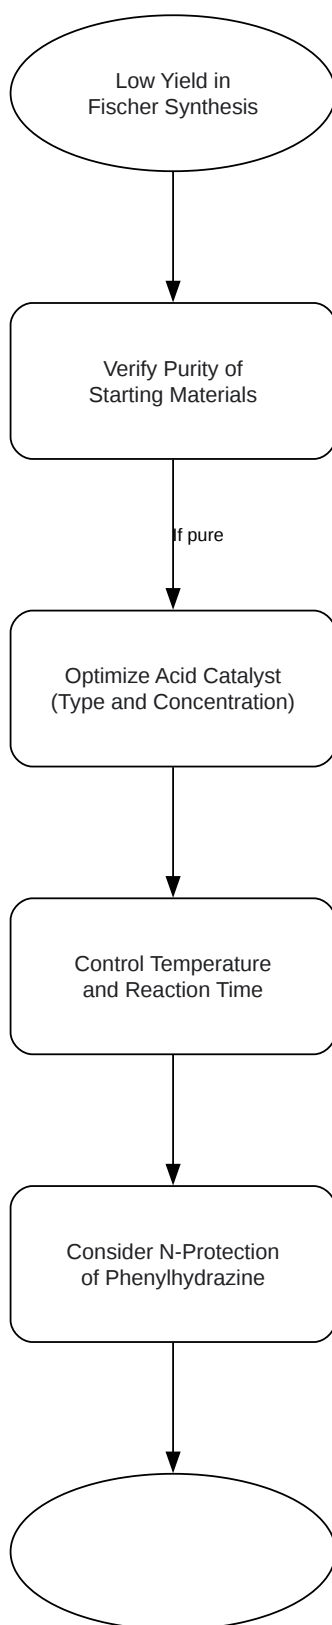 Low Yield in
Fischer Synthesis
Verify Purity of
Starting Materials
If pure
Optimize Acid Catalyst
(Type and Concentration)
Control Temperature
and Reaction Time
Consider N-Protection
of Phenylhydrazine